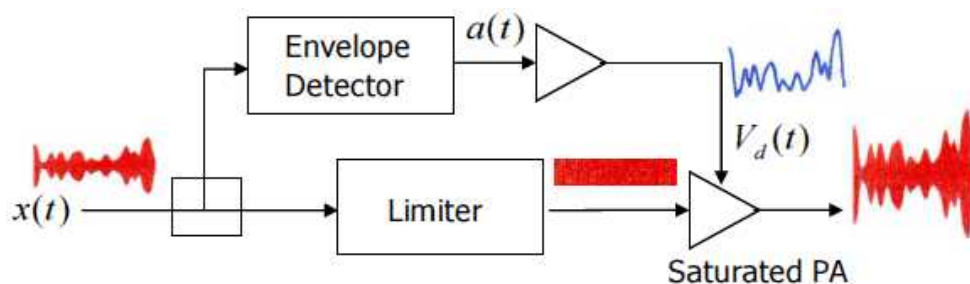 Envelope
Detector
a(t)
V_d(t)
x(t)
Limiter
Saturated PA